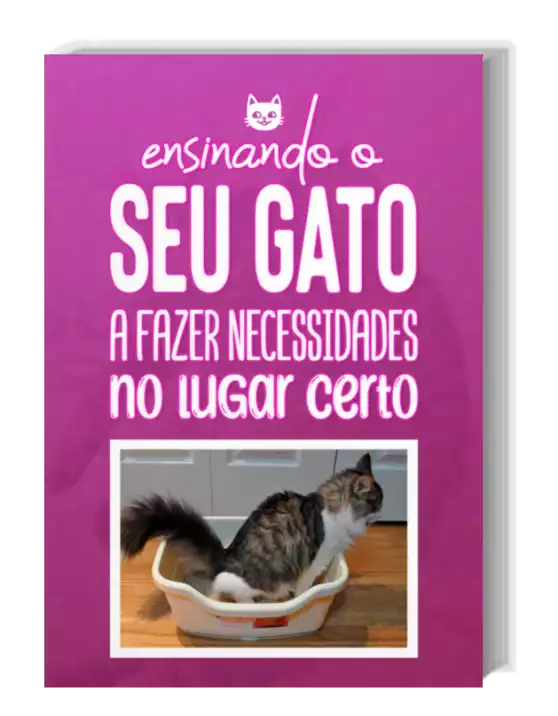 ensinando o
SEU GATO
A FAZER NECESSIDADES
no lugar certo